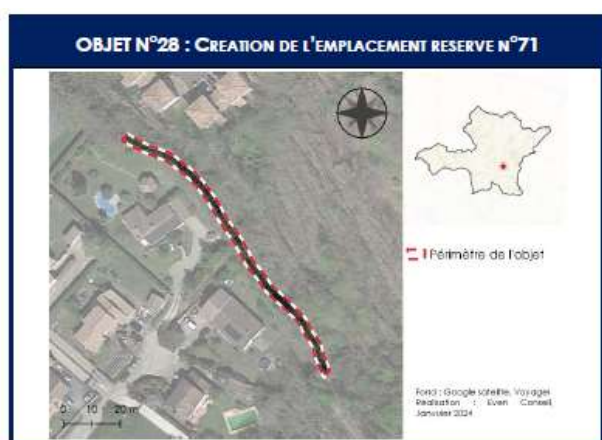 OBJET N°28 : CREATION DE L'EMPLACEMENT RESERVE N°71
Périmètre de l'objet
0 10 20 m
Fond : Google satellite, Voyager
Réalisation : Even Conseil,
Janvier 2024